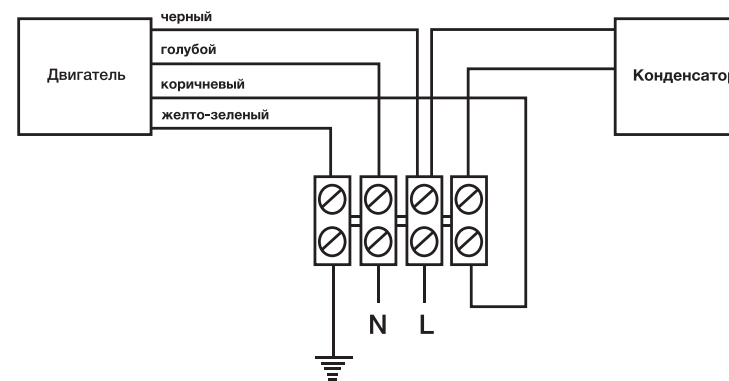 черный
голубой
Двигатель
коричневый
Конденсатор
желто-зеленый
N L